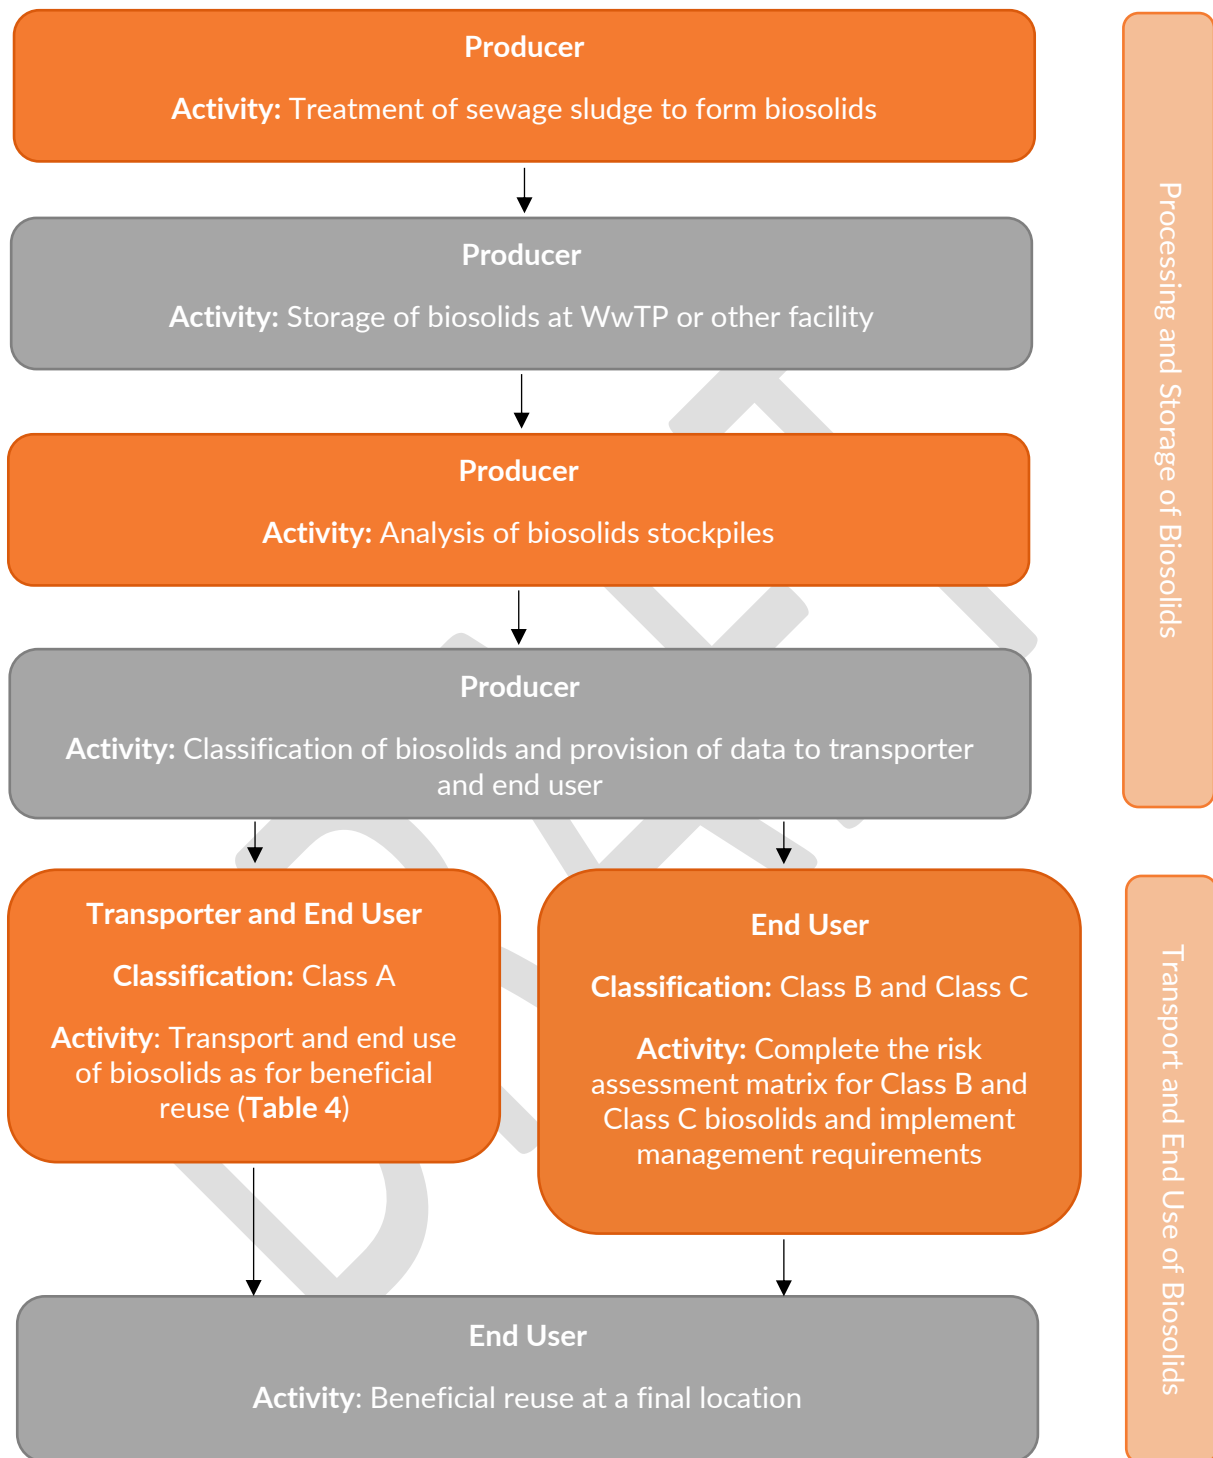 Producer
Activity: Treatment of sewage sludge to form biosolids
Producer
Activity: Storage of biosolids at WwTP or other facility
Producer
Activity: Analysis of biosolids stockpiles
Producer
Activity: Classification of biosolids and provision of data to transporter
and end user
Processing and Storage of Biosolids
Transporter and End User
Classification: Class A
Activity: Transport and end use
of biosolids as for beneficial
reuse (Table 4)
End User
Classification: Class B and Class C
Activity: Complete the risk
assessment matrix for Class B and
Class C biosolids and implement
management requirements
End User
Activity: Beneficial reuse at a final location
Transport and End Use of Biosolids
DRAFT